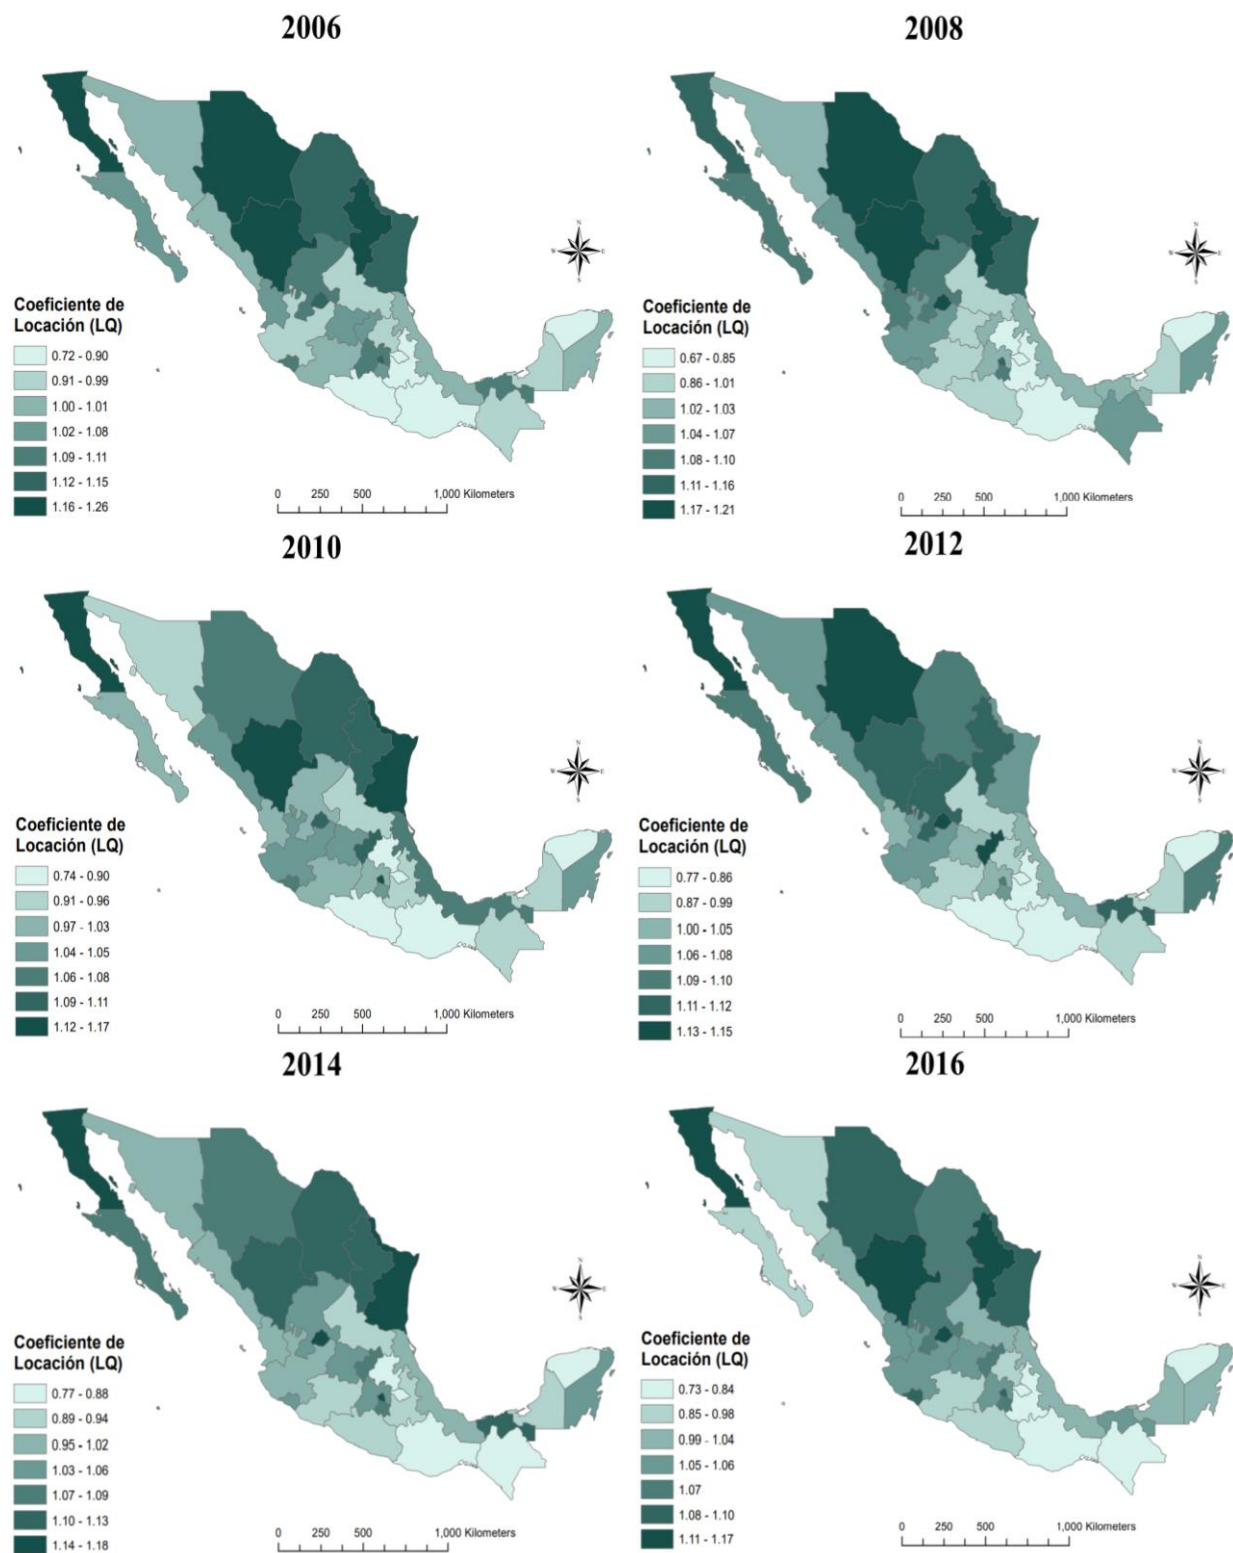 2006
2008
N
W E
S
Coeficiente de
Locación (LQ)
0.72 - 0.90
0.91 - 0.99
1.00 - 1.01
1.02 - 1.08
1.09 - 1.11
1.12 - 1.15
1.16 - 1.26
0 250 500 1,000 Kilometers
N
W E
S
Coeficiente de
Locación (LQ)
0.67 - 0.85
0.86 - 1.01
1.02 - 1.03
1.04 - 1.07
1.08 - 1.10
1.11 - 1.16
1.17 - 1.21
0 250 500 1,000 Kilometers
2010
2012
N
W E
S
Coeficiente de
Locación (LQ)
0.74 - 0.90
0.91 - 0.96
0.97 - 1.03
1.04 - 1.05
1.06 - 1.08
1.09 - 1.11
1.12 - 1.17
0 250 500 1,000 Kilometers
N
W E
S
Coeficiente de
Locación (LQ)
0.77 - 0.86
0.87 - 0.99
1.00 - 1.05
1.06 - 1.08
1.09 - 1.10
1.11 - 1.12
1.13 - 1.15
0 250 500 1,000 Kilometers
2014
2016
N
W E
S
Coeficiente de
Locación (LQ)
0.77 - 0.88
0.89 - 0.94
0.95 - 1.02
1.03 - 1.06
1.07 - 1.09
1.10 - 1.13
1.14 - 1.18
0 250 500 1,000 Kilometers
N
W E
S
Coeficiente de
Locación (LQ)
0.73 - 0.84
0.85 - 0.98
0.99 - 1.04
1.05 - 1.06
1.07
1.08 - 1.10
1.11 - 1.17
0 250 500 1,000 Kilometers